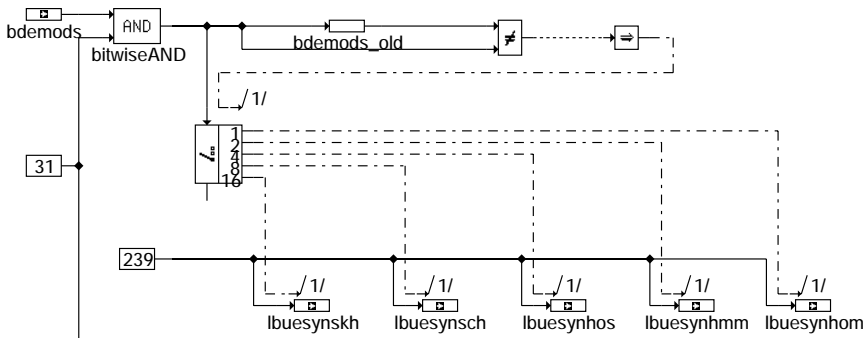 AND
bdemods
bitwiseAND
bdemods_old
≠
⇒
/ 1/
1
2
4
8
16
31
239
/ 1/ / 1/ / 1/ / 1/ / 1/
lbuesynskh lbuesynsch lbuesynhos lbuesynhmm lbuesynhom